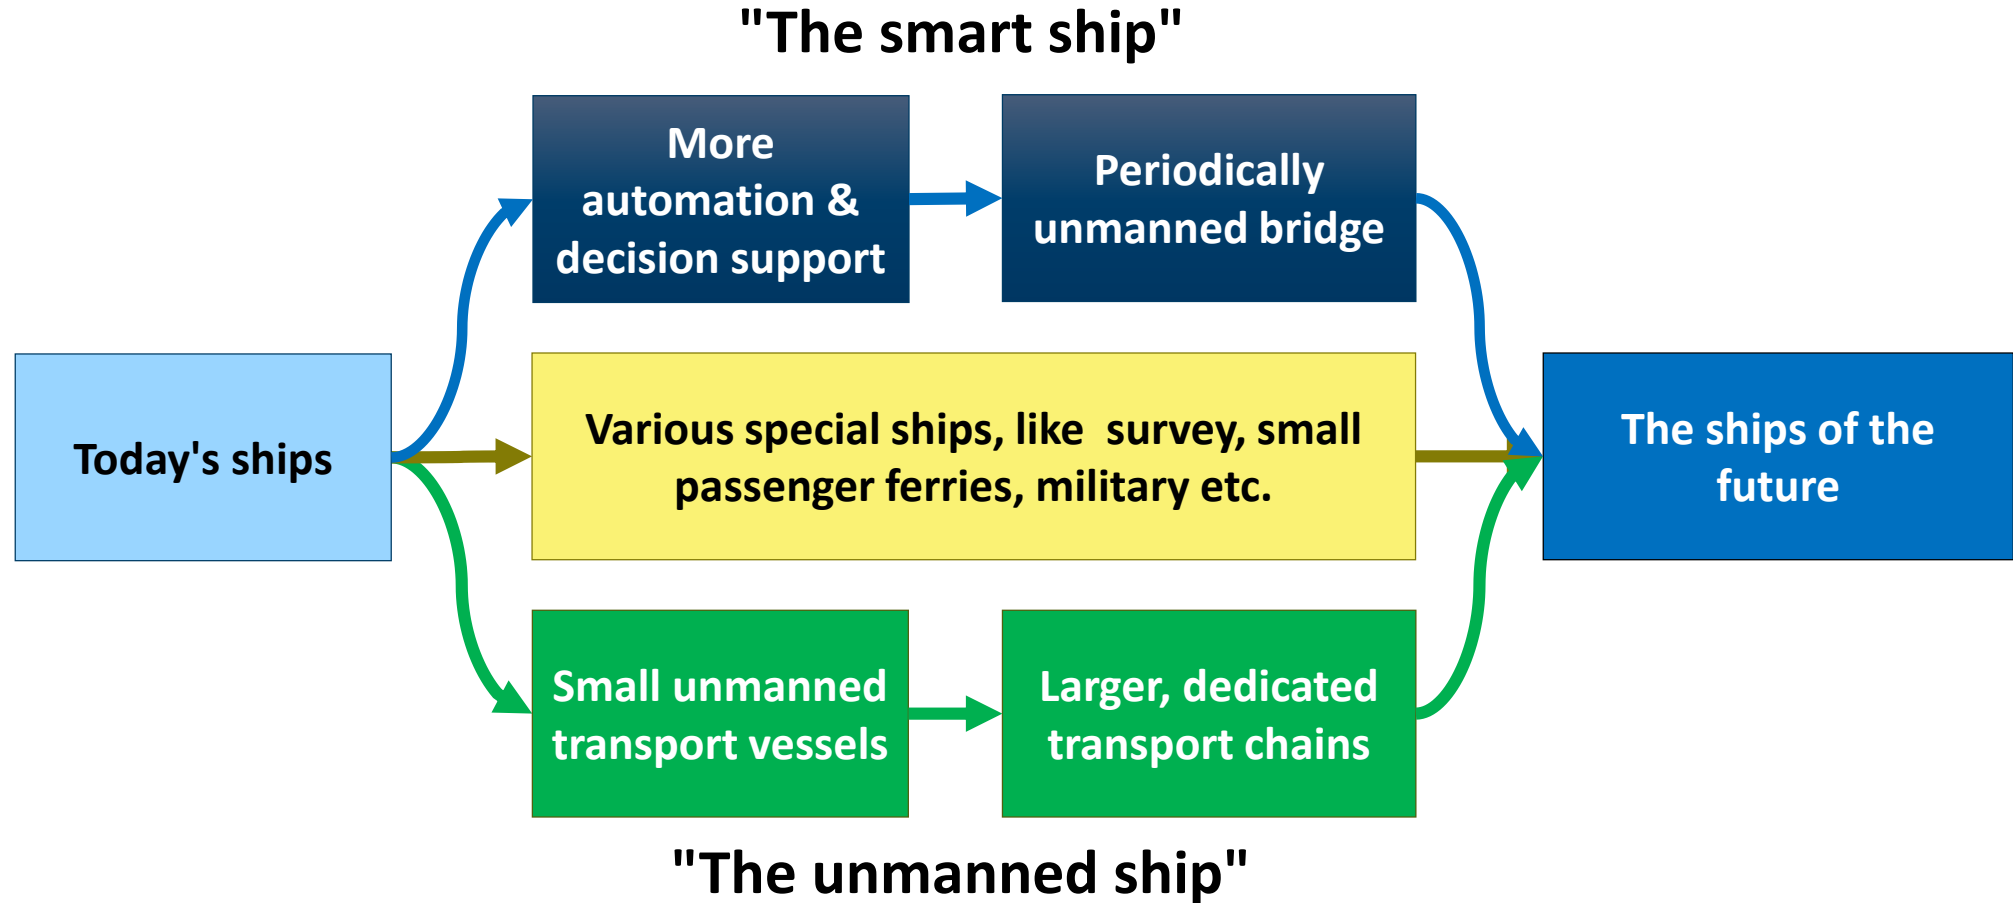 "The smart ship"
More
automation &
decision support
Periodically
unmanned bridge
Today's ships
Various special ships, like  survey, small
passenger ferries, military etc.
The ships of the
future
Small unmanned
transport vessels
Larger, dedicated
transport chains
"The unmanned ship"